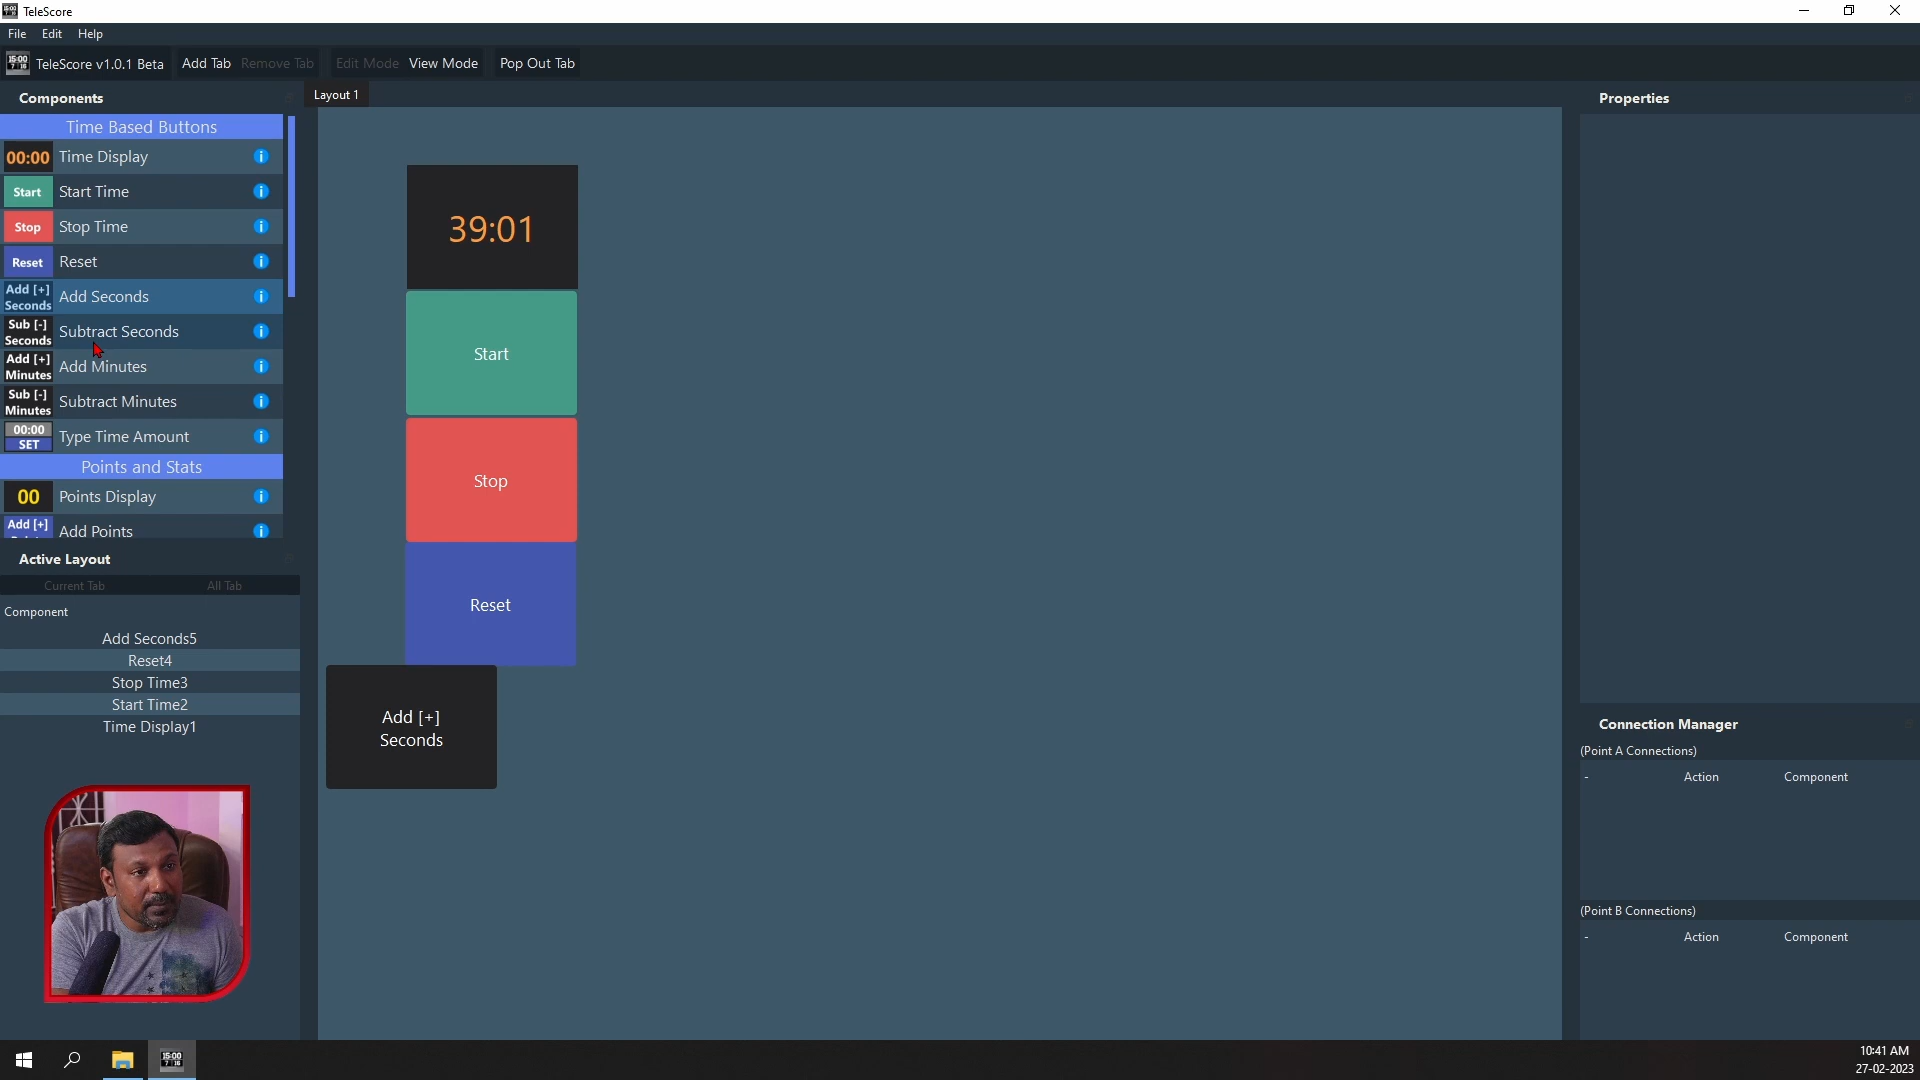 TeleScore
File Edit Help
TeleScore v1.0.1 Beta Add Tab Remove Tab Edit Mode View Mode Pop Out Tab
Components
Time Based Buttons
00:00 Time Display
Start Start Time
Stop Stop Time
Reset Reset
Add [+]
Seconds
Add Seconds
Sub [-]
Seconds
Subtract Seconds
Add [+]
Minutes
Add Minutes
Sub [-]
Minutes
Subtract Minutes
00:00
SET
Type Time Amount
Points and Stats
00 Points Display
Add [+]
Add Points
Active Layout
Current Tab All Tab
Component
Add Seconds5
Reset4
Stop Time3
Start Time2
Time Display1
Layout 1
39:01
Start
Stop
Reset
Add [+]
Seconds
Properties
Connection Manager
(Point A Connections)
- Action Component
(Point B Connections)
- Action Component
10:41 AM
27-02-2023